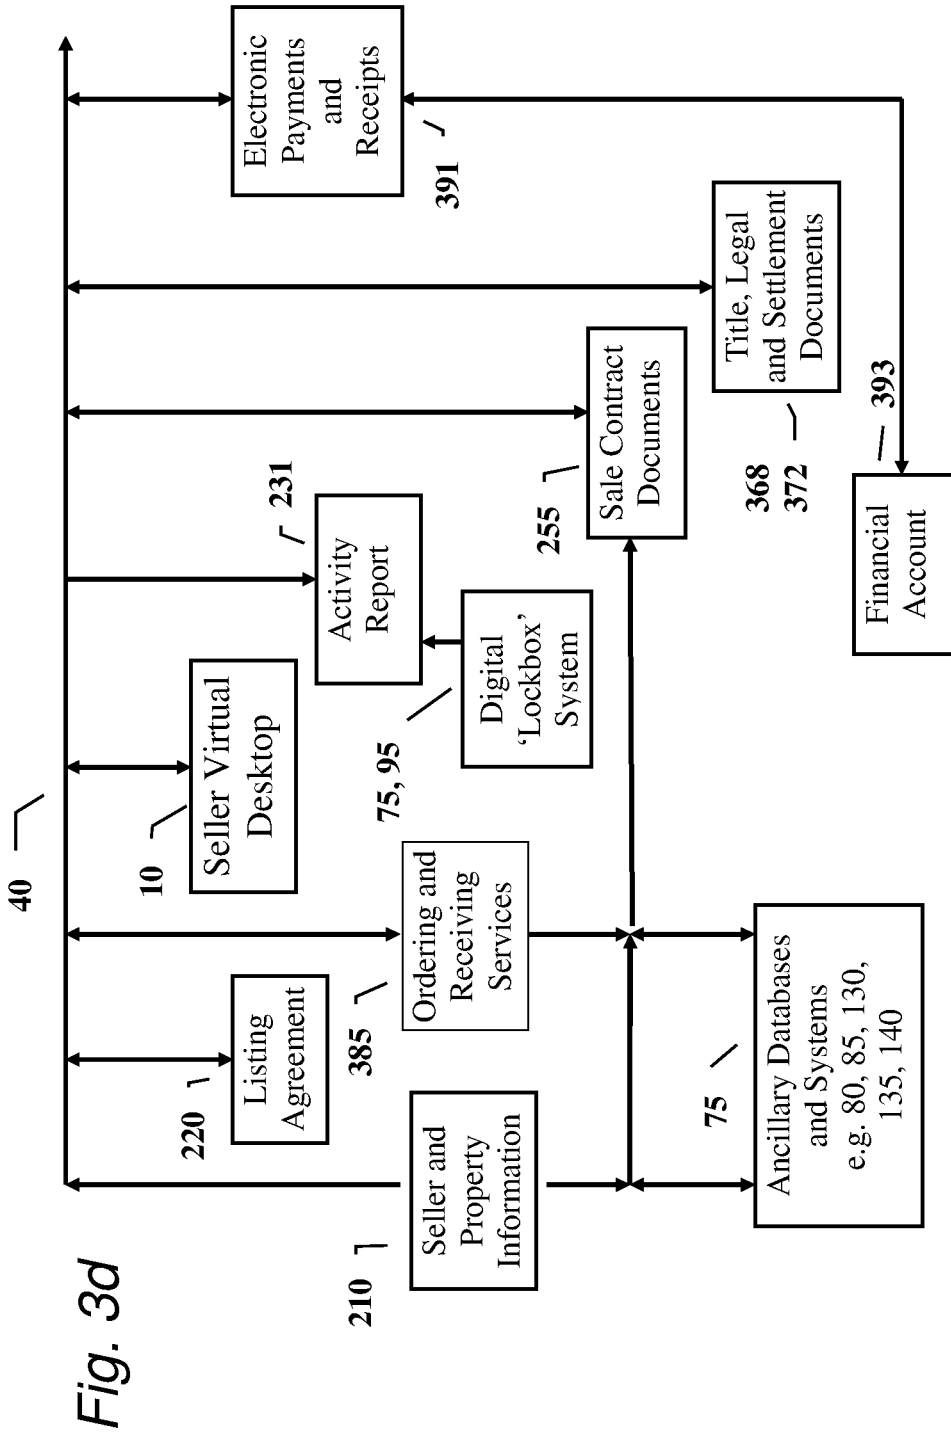 Fig. 3d
40
210
Seller and
Property
Information
220
Listing
Agreement
385
Ordering and
Receiving
Services
10
Seller Virtual
Desktop
231
Activity
Report
75, 95
Digital
‘Lockbox’
System
255
Sale Contract
Documents
368
372
Title, Legal
and Settlement
Documents
391
Electronic
Payments
and
Receipts
75
Ancillary Databases
and Systems
e.g. 80, 85, 130,
135, 140
393
Financial
Account